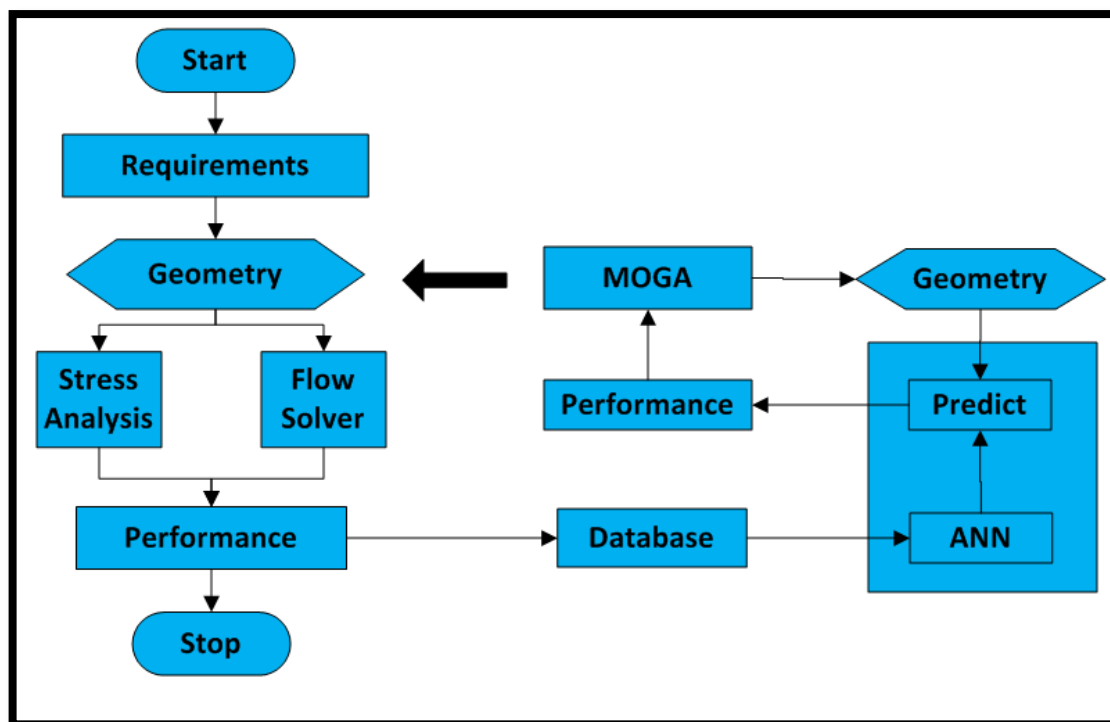 Start
Requirements
Geometry
Stress
Analysis
Flow
Solver
Performance
Stop
MOGA
Geometry
Performance
Predict
Database
ANN